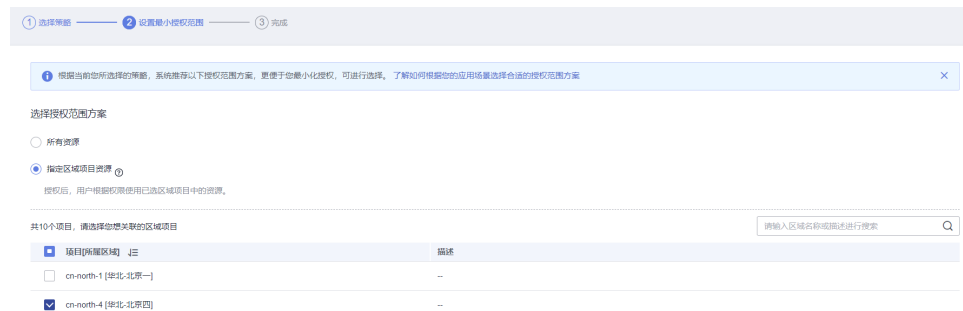 1 选择策略 2 设置最小授权范围 3 完成
根据当前您所选择的策略，系统推荐以下授权范围方案，更便于您最小化授权，可进行选择。了解如何根据您的应用场景选择合适的授权范围方案
选择授权范围方案
所有资源
指定区域项目资源
授权后，用户根据权限使用已选区域项目中的资源。
共10个项目，请选择您想关联的区域项目 请输入区域名称或描述进行搜索
项目[所属区域] 描述
cn-north-1 [华北-北京一] --
cn-north-4 [华北-北京四] --